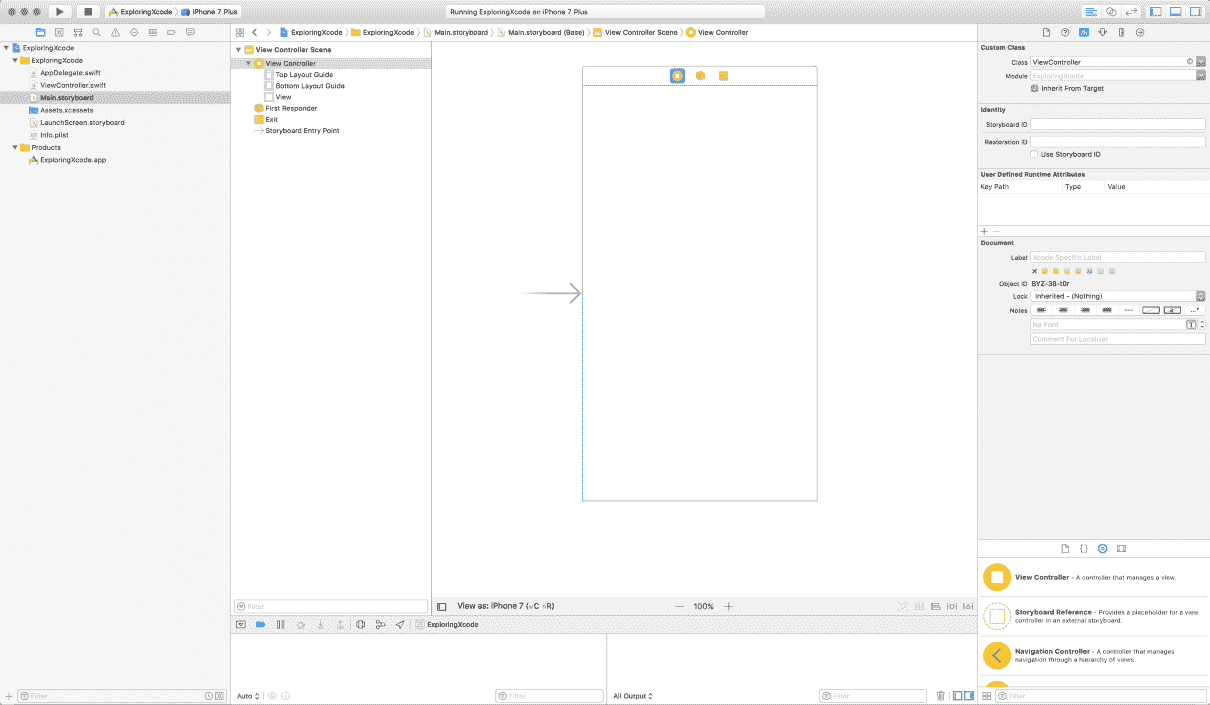 ExploringXcode iPhone 7 Plus
Running ExploringXcode on iPhone 7 Plus
ExploringXcode
ExploringXcode
AppDelegate.swift
ViewController.swift
Main.storyboard
Assets.xcassets
LaunchScreen.storyboard
Info.plist
Products
ExploringXcode.app
Filter
ExploringXcode ExploringXcode Main.storyboard Main.storyboard (Base) View Controller Scene View Controller
View Controller Scene
View Controller
Top Layout Guide
Bottom Layout Guide
View
First Responder
Exit
Storyboard Entry Point
Filter
View as: iPhone 7 (wC hR)
100%
ExploringXcode
Auto
Filter
All Output
Filter
Custom Class
Class ViewController
Module ExploringXcode
Inherit From Target
Identity
Storyboard ID
Restoration ID
Use Storyboard ID
User Defined Runtime Attributes
Key Path Type Value
Document
Label Xcode Specific Label
Object ID BYZ-38-t0r
Lock Inherited - (Nothing)
Notes
No Font
Comment For Localizer
View Controller - A controller that manages a view.
Storyboard Reference - Provides a placeholder for a view
controller in an external storyboard.
Navigation Controller - A controller that manages
navigation through a hierarchy of views.
Filter